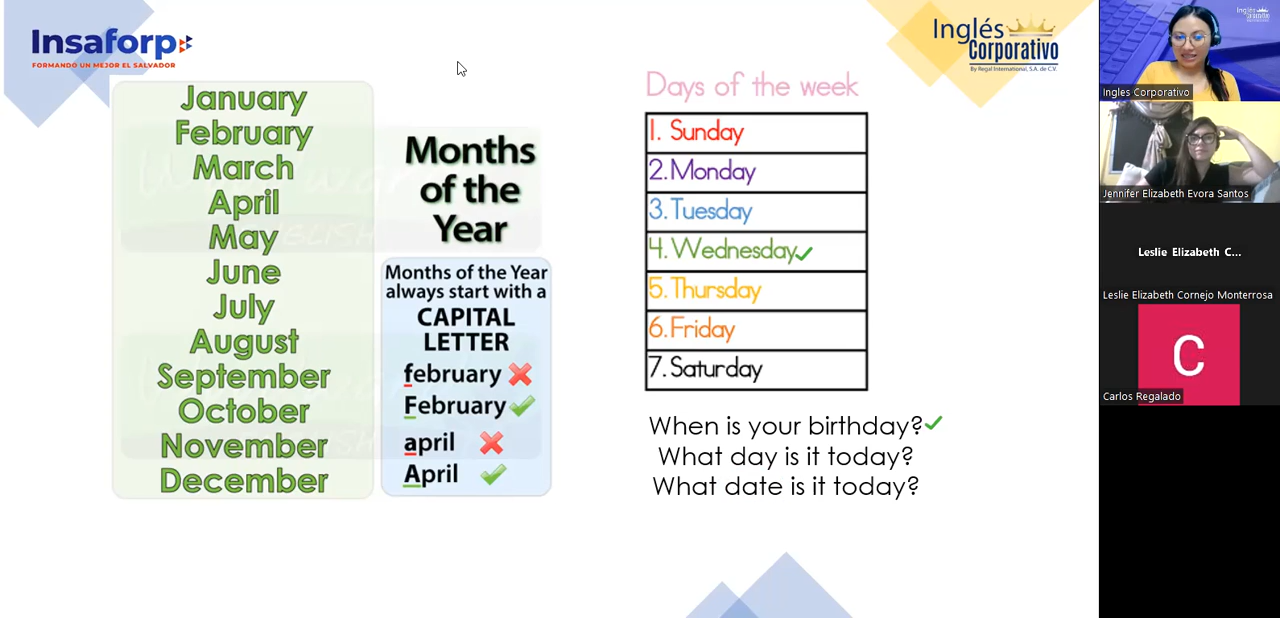 Insaforp
FORMANDO UN MEJOR EL SALVADOR
January
February
March
April
May
June
July
August
September
October
November
December
Months
of the
Year
Months of the Year
always start with a
CAPITAL
LETTER
february
February
april
April
Inglés
Corporativo
By Regal International, S.A. de C.V.
Days of the week
1. Sunday
2. Monday
3. Tuesday
4. Wednesday
5. Thursday
6. Friday
7. Saturday
When is your birthday?
What day is it today?
What date is it today?
Ingles Corporativo
Jennifer Elizabeth Evora Santos
Leslie Elizabeth C...
Leslie Elizabeth Cornejo Monterrosa
C
Carlos Regalado